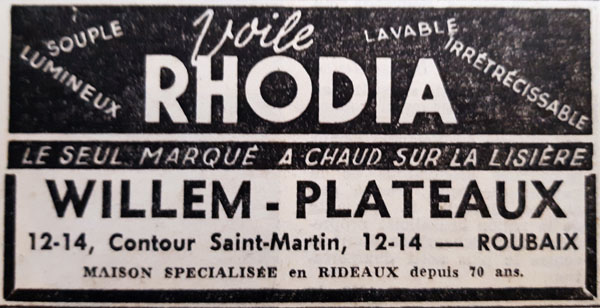 SOUPLE
LUMINEUX
Voile
RHODIA
LAVABLE
IRRÉTRÉCISSABLE
LE SEUL MARQUÉ A CHAUD SUR LA LISIÈRE
WILLEM - PLATEAUX
12-14, Contour Saint-Martin, 12-14 — ROUBAIX
MAISON SPECIALISÉE en RIDEAUX depuis 70 ans.